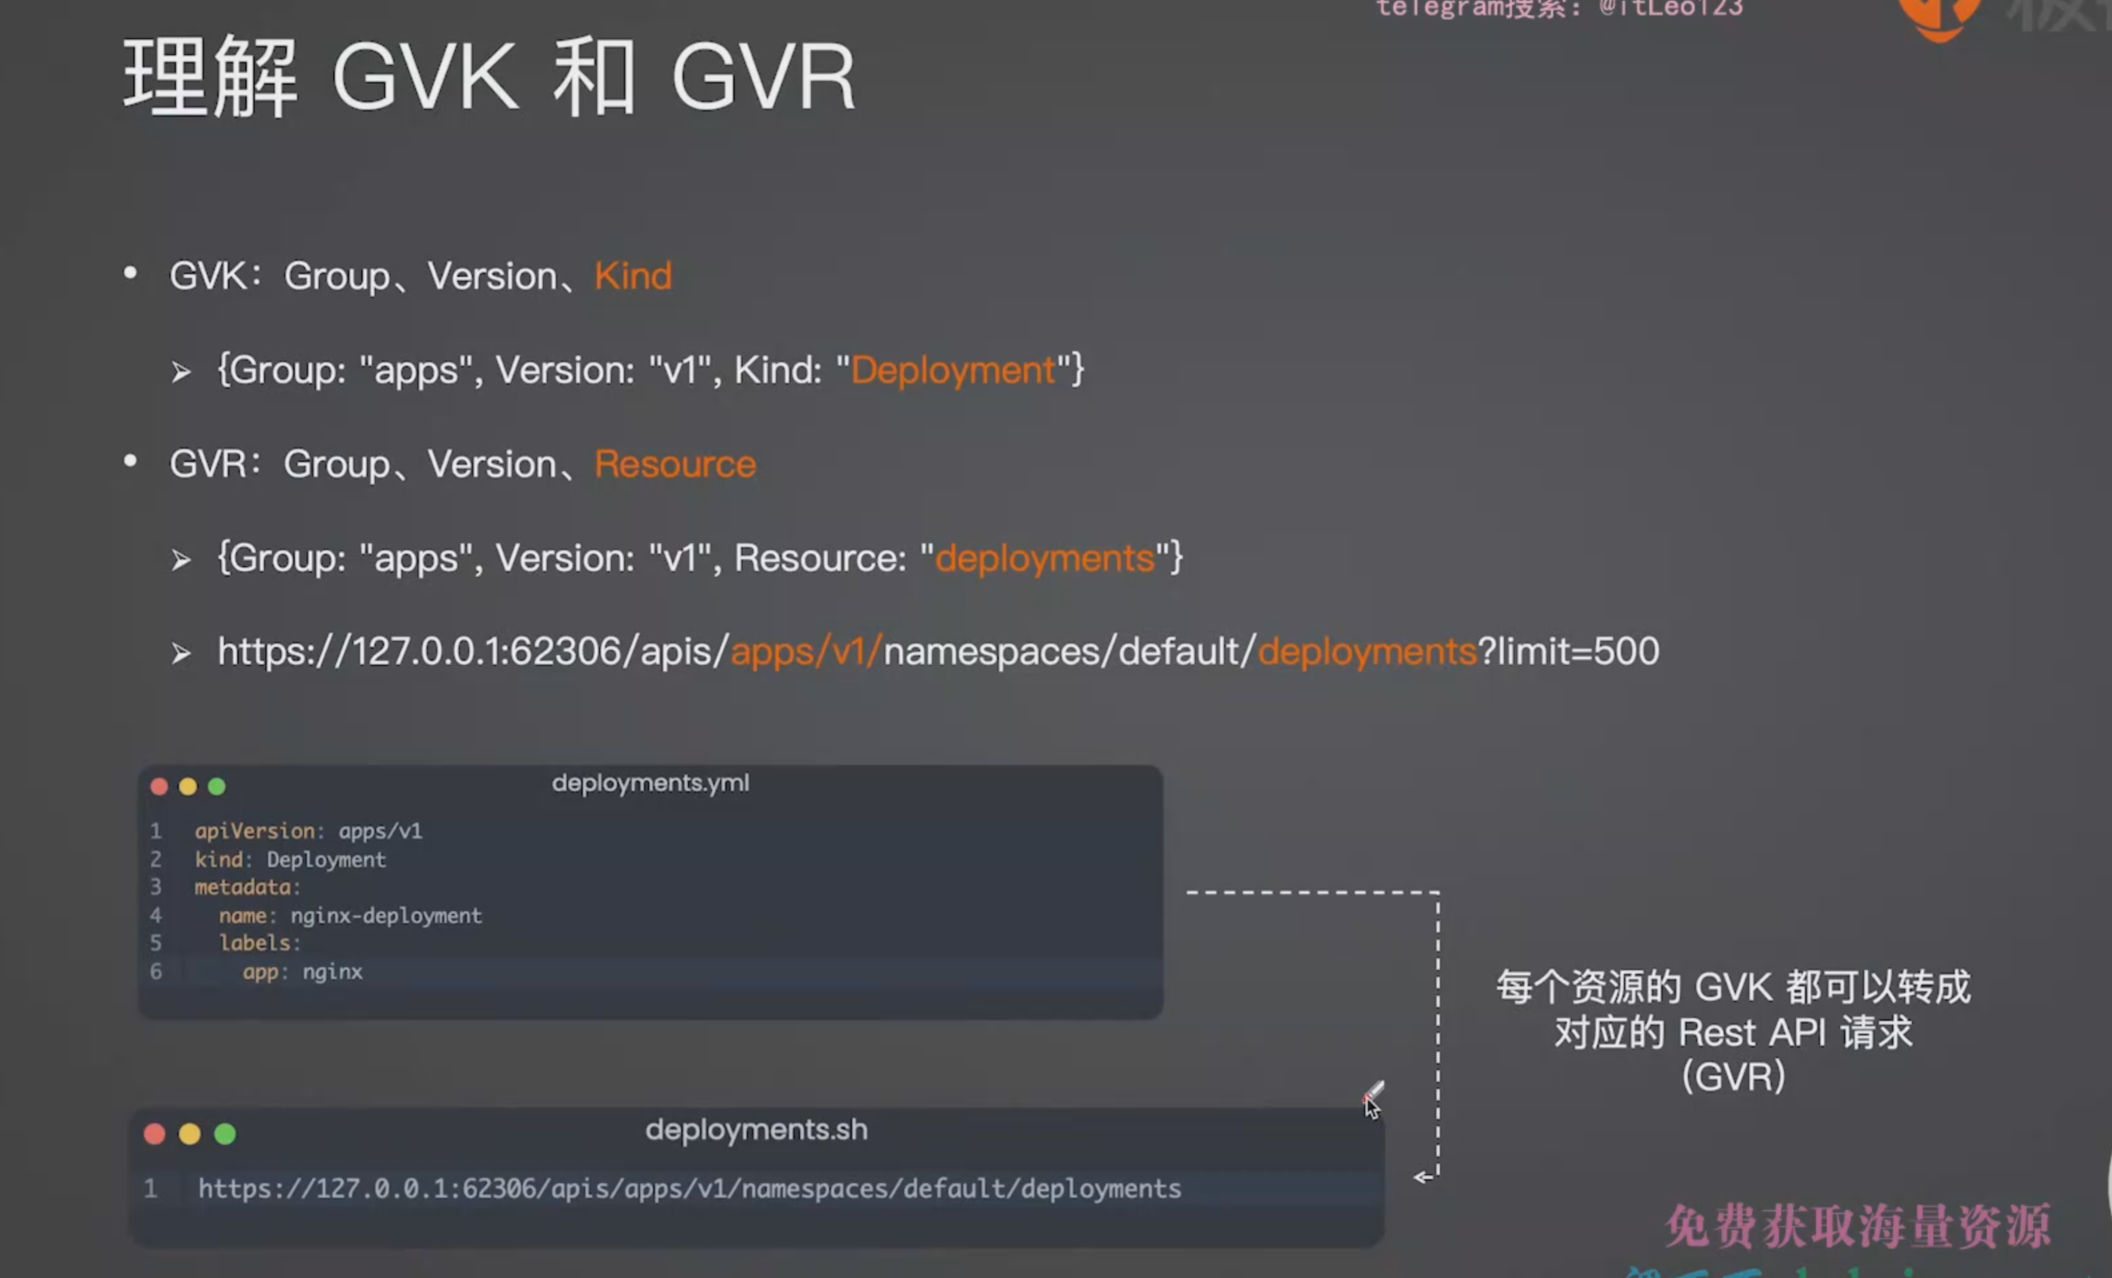 telegram搜索：@itLeo123
理解 GVK 和 GVR
• GVK：Group、Version、Kind
➢ {Group: "apps", Version: "v1", Kind: "Deployment"}
• GVR：Group、Version、Resource
➢ {Group: "apps", Version: "v1", Resource: "deployments"}
➢ https://127.0.0.1:62306/apis/apps/v1/namespaces/default/deployments?limit=500
deployments.yml
1 apiVersion: apps/v1
2 kind: Deployment
3 metadata:
4   name: nginx-deployment
5   labels:
6     app: nginx
每个资源的 GVK 都可以转成
对应的 Rest API 请求
（GVR）
deployments.sh
1 https://127.0.0.1:62306/apis/apps/v1/namespaces/default/deployments
免费获取海量资源